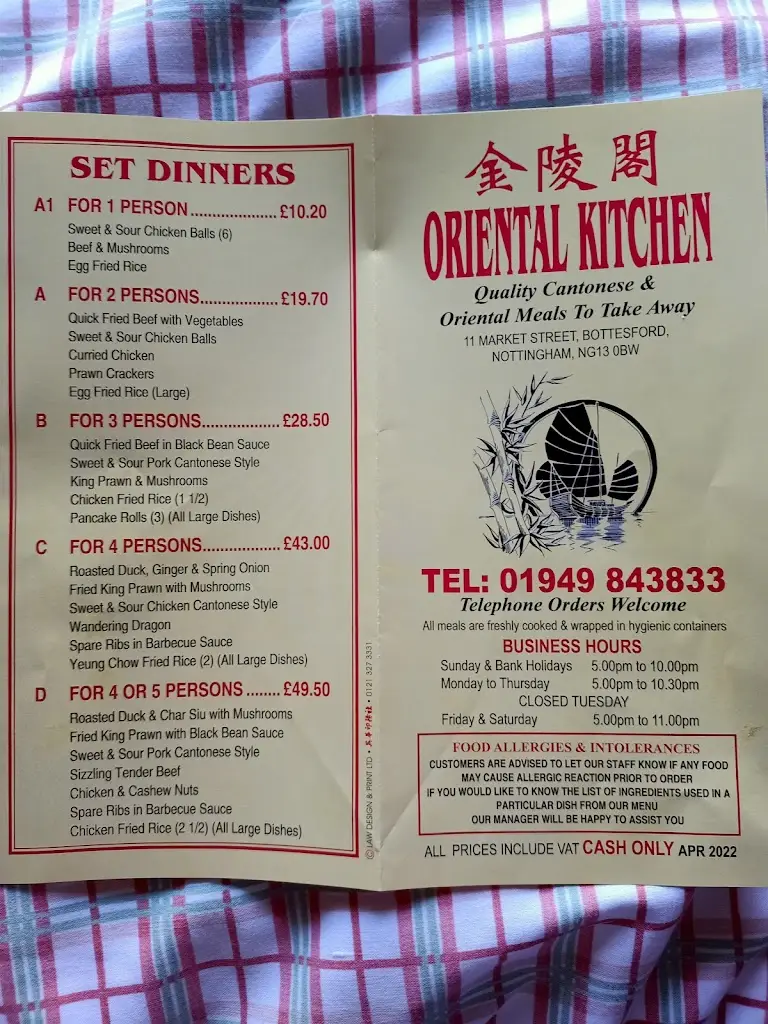 SET DINNERS
A1 FOR 1 PERSON ................... £10.20
Sweet & Sour Chicken Balls (6)
Beef & Mushrooms
Egg Fried Rice
A FOR 2 PERSONS ................. £19.70
Quick Fried Beef with Vegetables
Sweet & Sour Chicken Balls
Curried Chicken
Prawn Crackers
Egg Fried Rice (Large)
B FOR 3 PERSONS ................. £28.50
Quick Fried Beef in Black Bean Sauce
Sweet & Sour Pork Cantonese Style
King Prawn & Mushrooms
Chicken Fried Rice (1 1/2)
Pancake Rolls (3) (All Large Dishes)
C FOR 4 PERSONS ................. £43.00
Roasted Duck, Ginger & Spring Onion
Fried King Prawn with Mushrooms
Sweet & Sour Chicken Cantonese Style
Wandering Dragon
Spare Ribs in Barbecue Sauce
Yeung Chow Fried Rice (2) (All Large Dishes)
D FOR 4 OR 5 PERSONS ........ £49.50
Roasted Duck & Char Siu with Mushrooms
Fried King Prawn with Black Bean Sauce
Sweet & Sour Pork Cantonese Style
Sizzling Tender Beef
Chicken & Cashew Nuts
Spare Ribs in Barbecue Sauce
Chicken Fried Rice (2 1/2) (All Large Dishes)
© LAW DESIGN & PRINT LTD • 0121 327 3331
金陵閣
ORIENTAL KITCHEN
Quality Cantonese &
Oriental Meals To Take Away
11 MARKET STREET, BOTTESFORD,
NOTTINGHAM, NG13 0BW
TEL: 01949 843833
Telephone Orders Welcome
All meals are freshly cooked & wrapped in hygienic containers
BUSINESS HOURS
Sunday & Bank Holidays 5.00pm to 10.00pm
Monday to Thursday 5.00pm to 10.30pm
CLOSED TUESDAY
Friday & Saturday 5.00pm to 11.00pm
FOOD ALLERGIES & INTOLERANCES
CUSTOMERS ARE ADVISED TO LET OUR STAFF KNOW IF ANY FOOD
MAY CAUSE ALLERGIC REACTION PRIOR TO ORDER
IF YOU WOULD LIKE TO KNOW THE LIST OF INGREDIENTS USED IN A
PARTICULAR DISH FROM OUR MENU
OUR MANAGER WILL BE HAPPY TO ASSIST YOU
ALL PRICES INCLUDE VAT CASH ONLY APR 2022